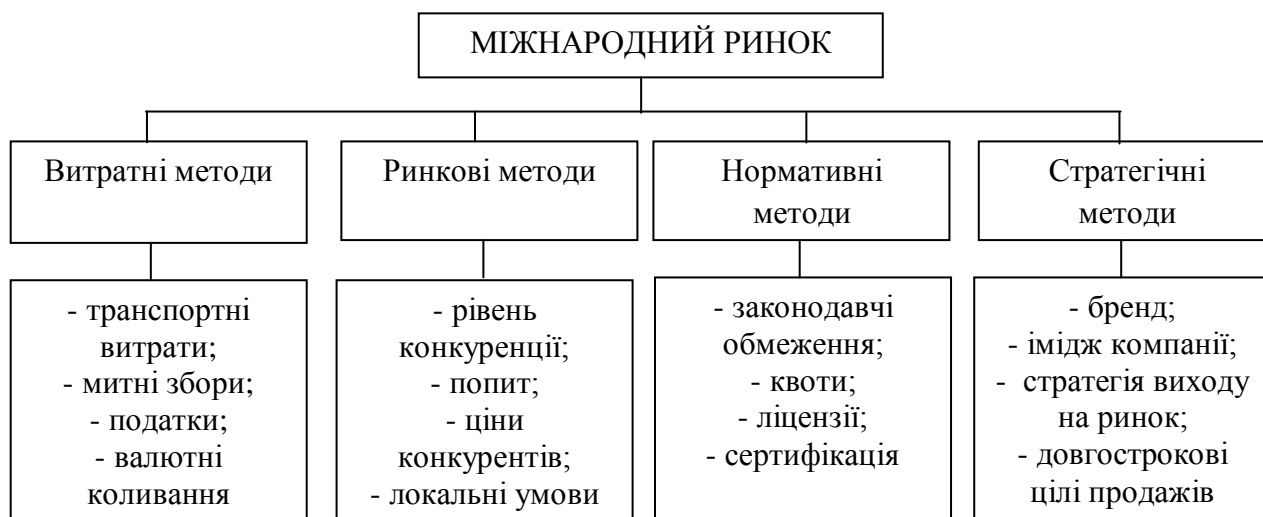 МІЖНАРОДНИЙ РИНОК
Витратні методи
Ринкові методи
Нормативні
методи
Стратегічні
методи
- транспортні
витрати;
- митні збори;
- податки;
- валютні
коливання
- рівень
конкуренції;
- попит;
- ціни
конкурентів;
- локальні умови
- законодавчі
обмеження;
- квоти;
- ліцензії;
- сертифікація
- бренд;
- імідж компанії;
- стратегія виходу
на ринок;
- довгострокові
цілі продажів